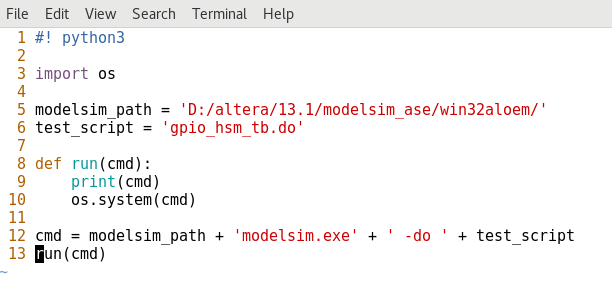 File Edit View Search Terminal Help
1 #! python3
2
3 import os
4
5 modelsim_path = 'D:/altera/13.1/modelsim_ase/win32aloem/'
6 test_script = 'gpio_hsm_tb.do'
7
8 def run(cmd):
9     print(cmd)
10     os.system(cmd)
11
12 cmd = modelsim_path + 'modelsim.exe' + ' -do ' + test_script
13 run(cmd)
~